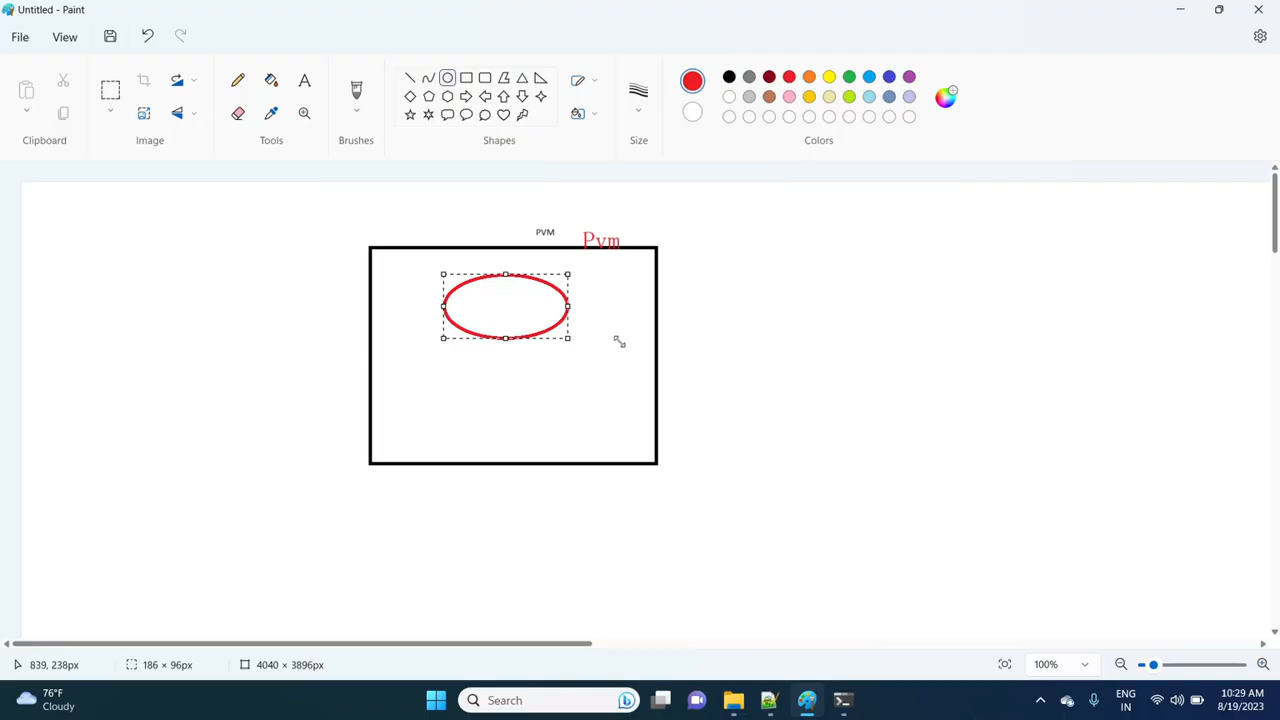 Untitled - Paint
File View
Clipboard Image Tools Brushes Shapes Size Colors
PVM
Pvm
839, 238px 186 × 96px 4040 × 3896px 100%
76°F
Cloudy
Search
ENG
IN
10:29 AM
8/19/2023